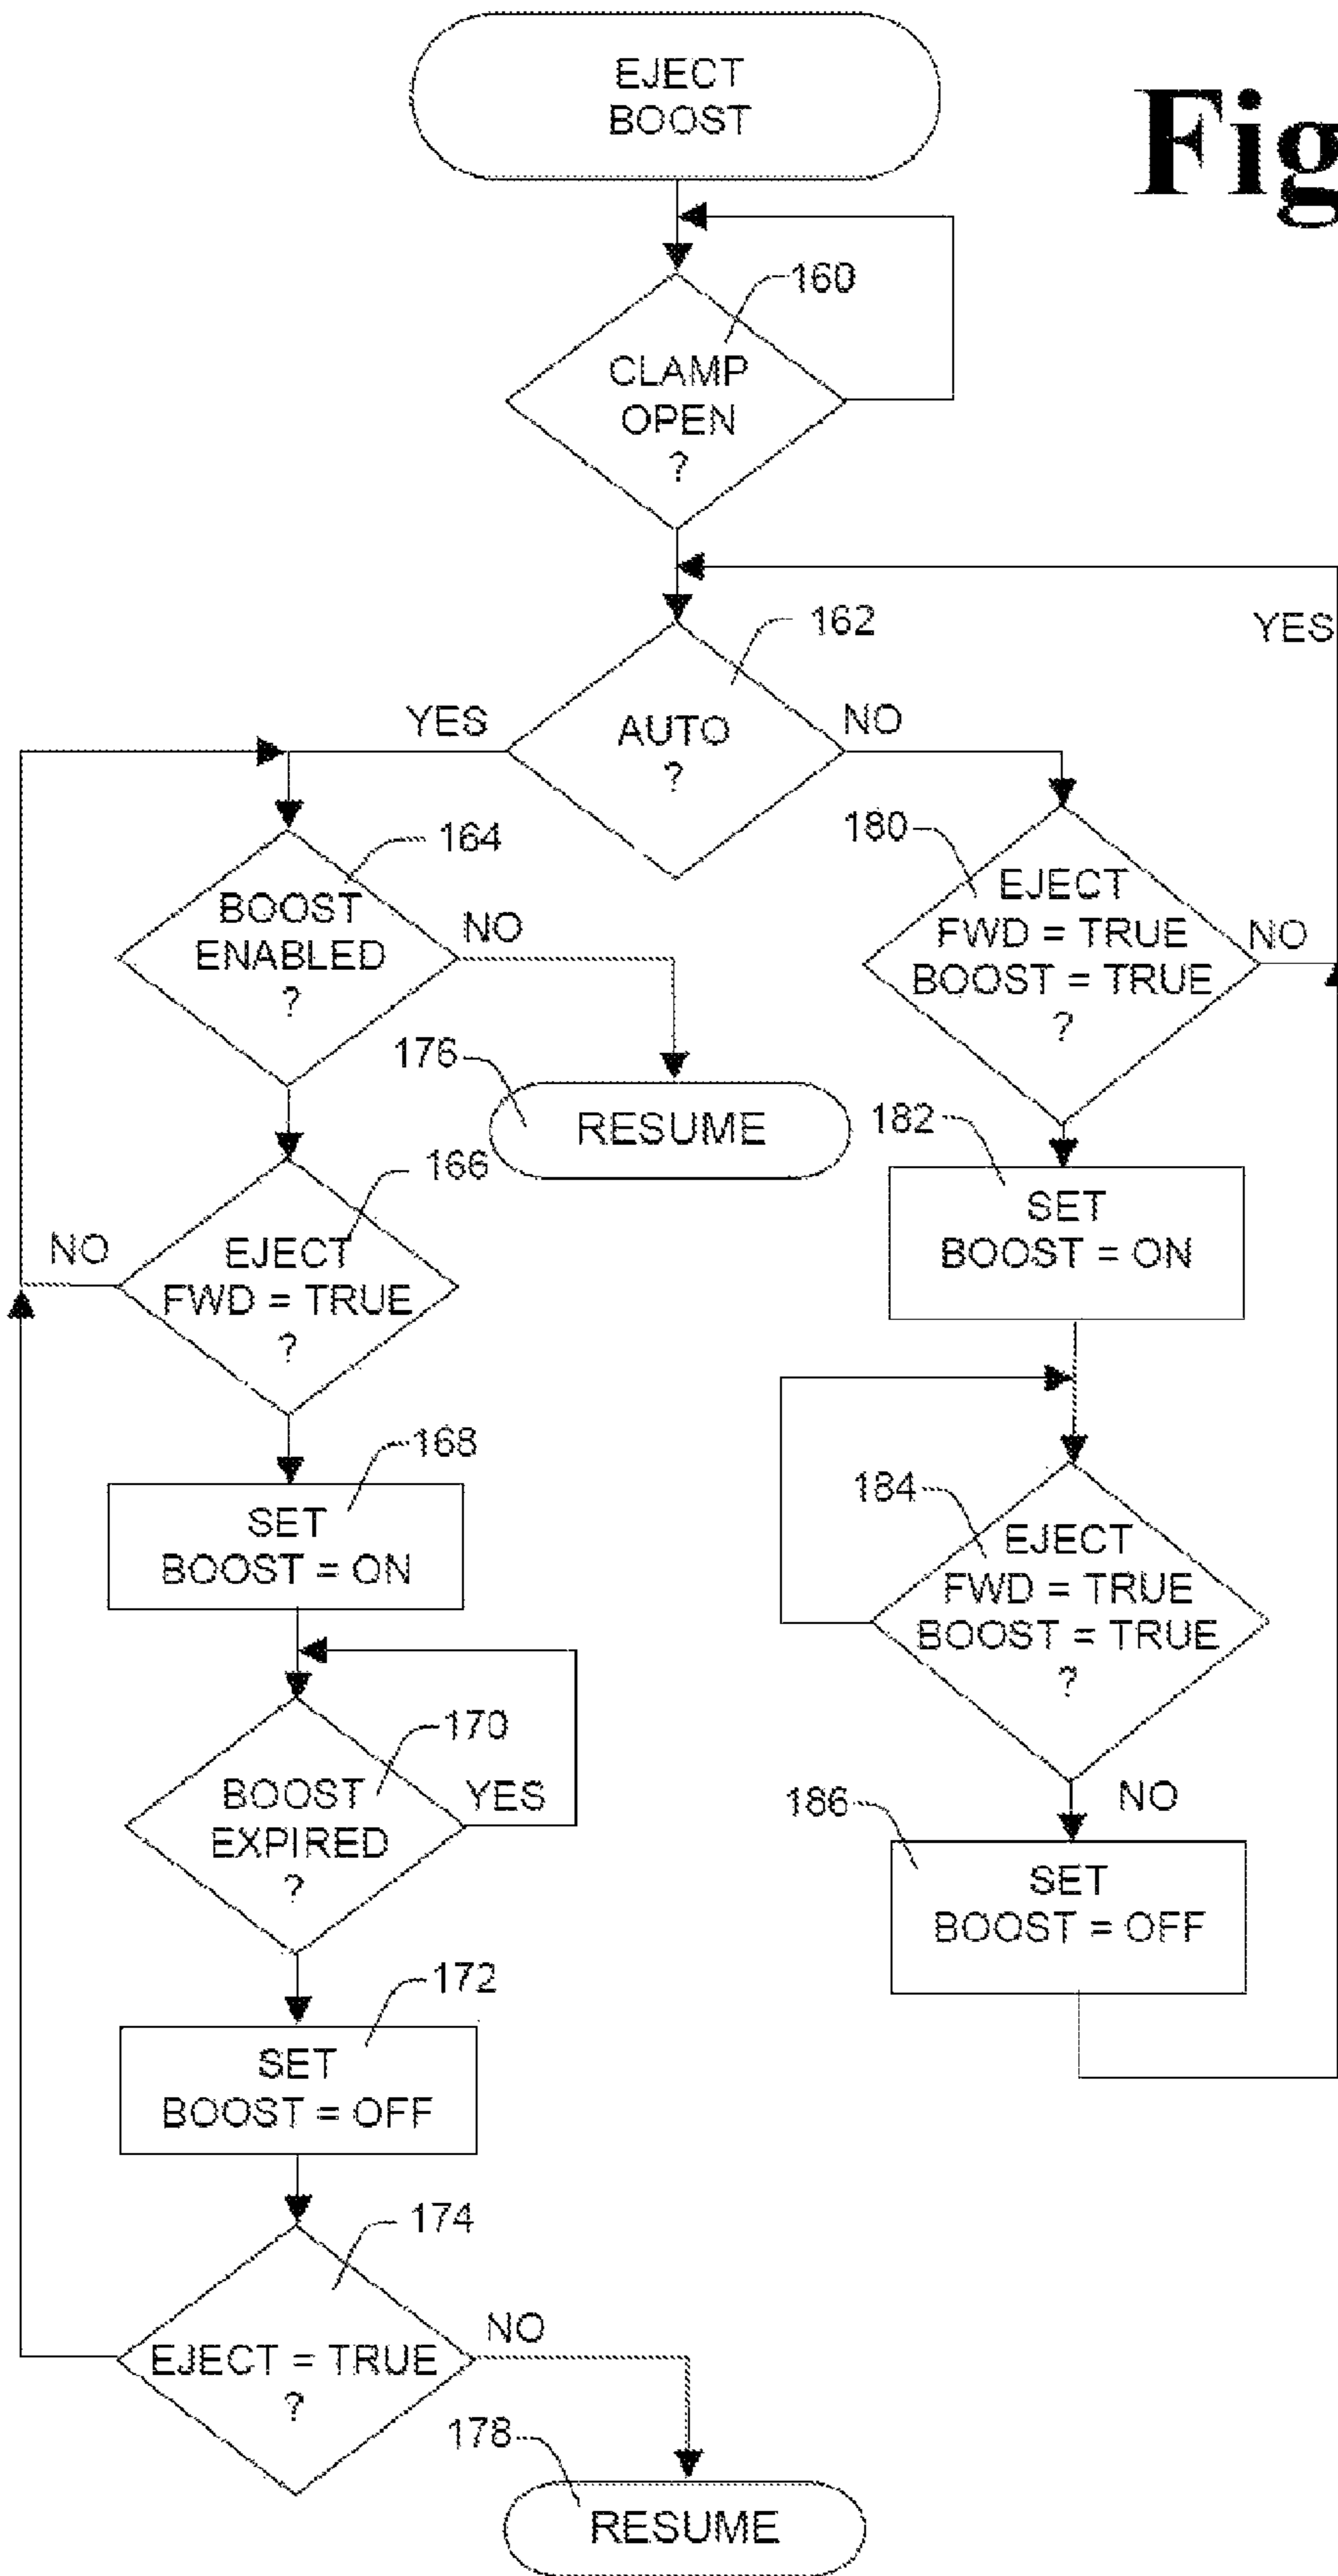 EJECT
BOOST
Fig
160
CLAMP
OPEN
?
162
YES
YES
AUTO
?
NO
164
BOOST
ENABLED
?
NO
180
EJECT
FWD = TRUE
BOOST = TRUE
?
NO
176
RESUME
182
SET
BOOST = ON
166
NO
EJECT
FWD = TRUE
?
168
SET
BOOST = ON
184
EJECT
FWD = TRUE
BOOST = TRUE
?
NO
170
BOOST
EXPIRED
?
YES
186
SET
BOOST = OFF
172
SET
BOOST = OFF
174
EJECT = TRUE
?
NO
178
RESUME